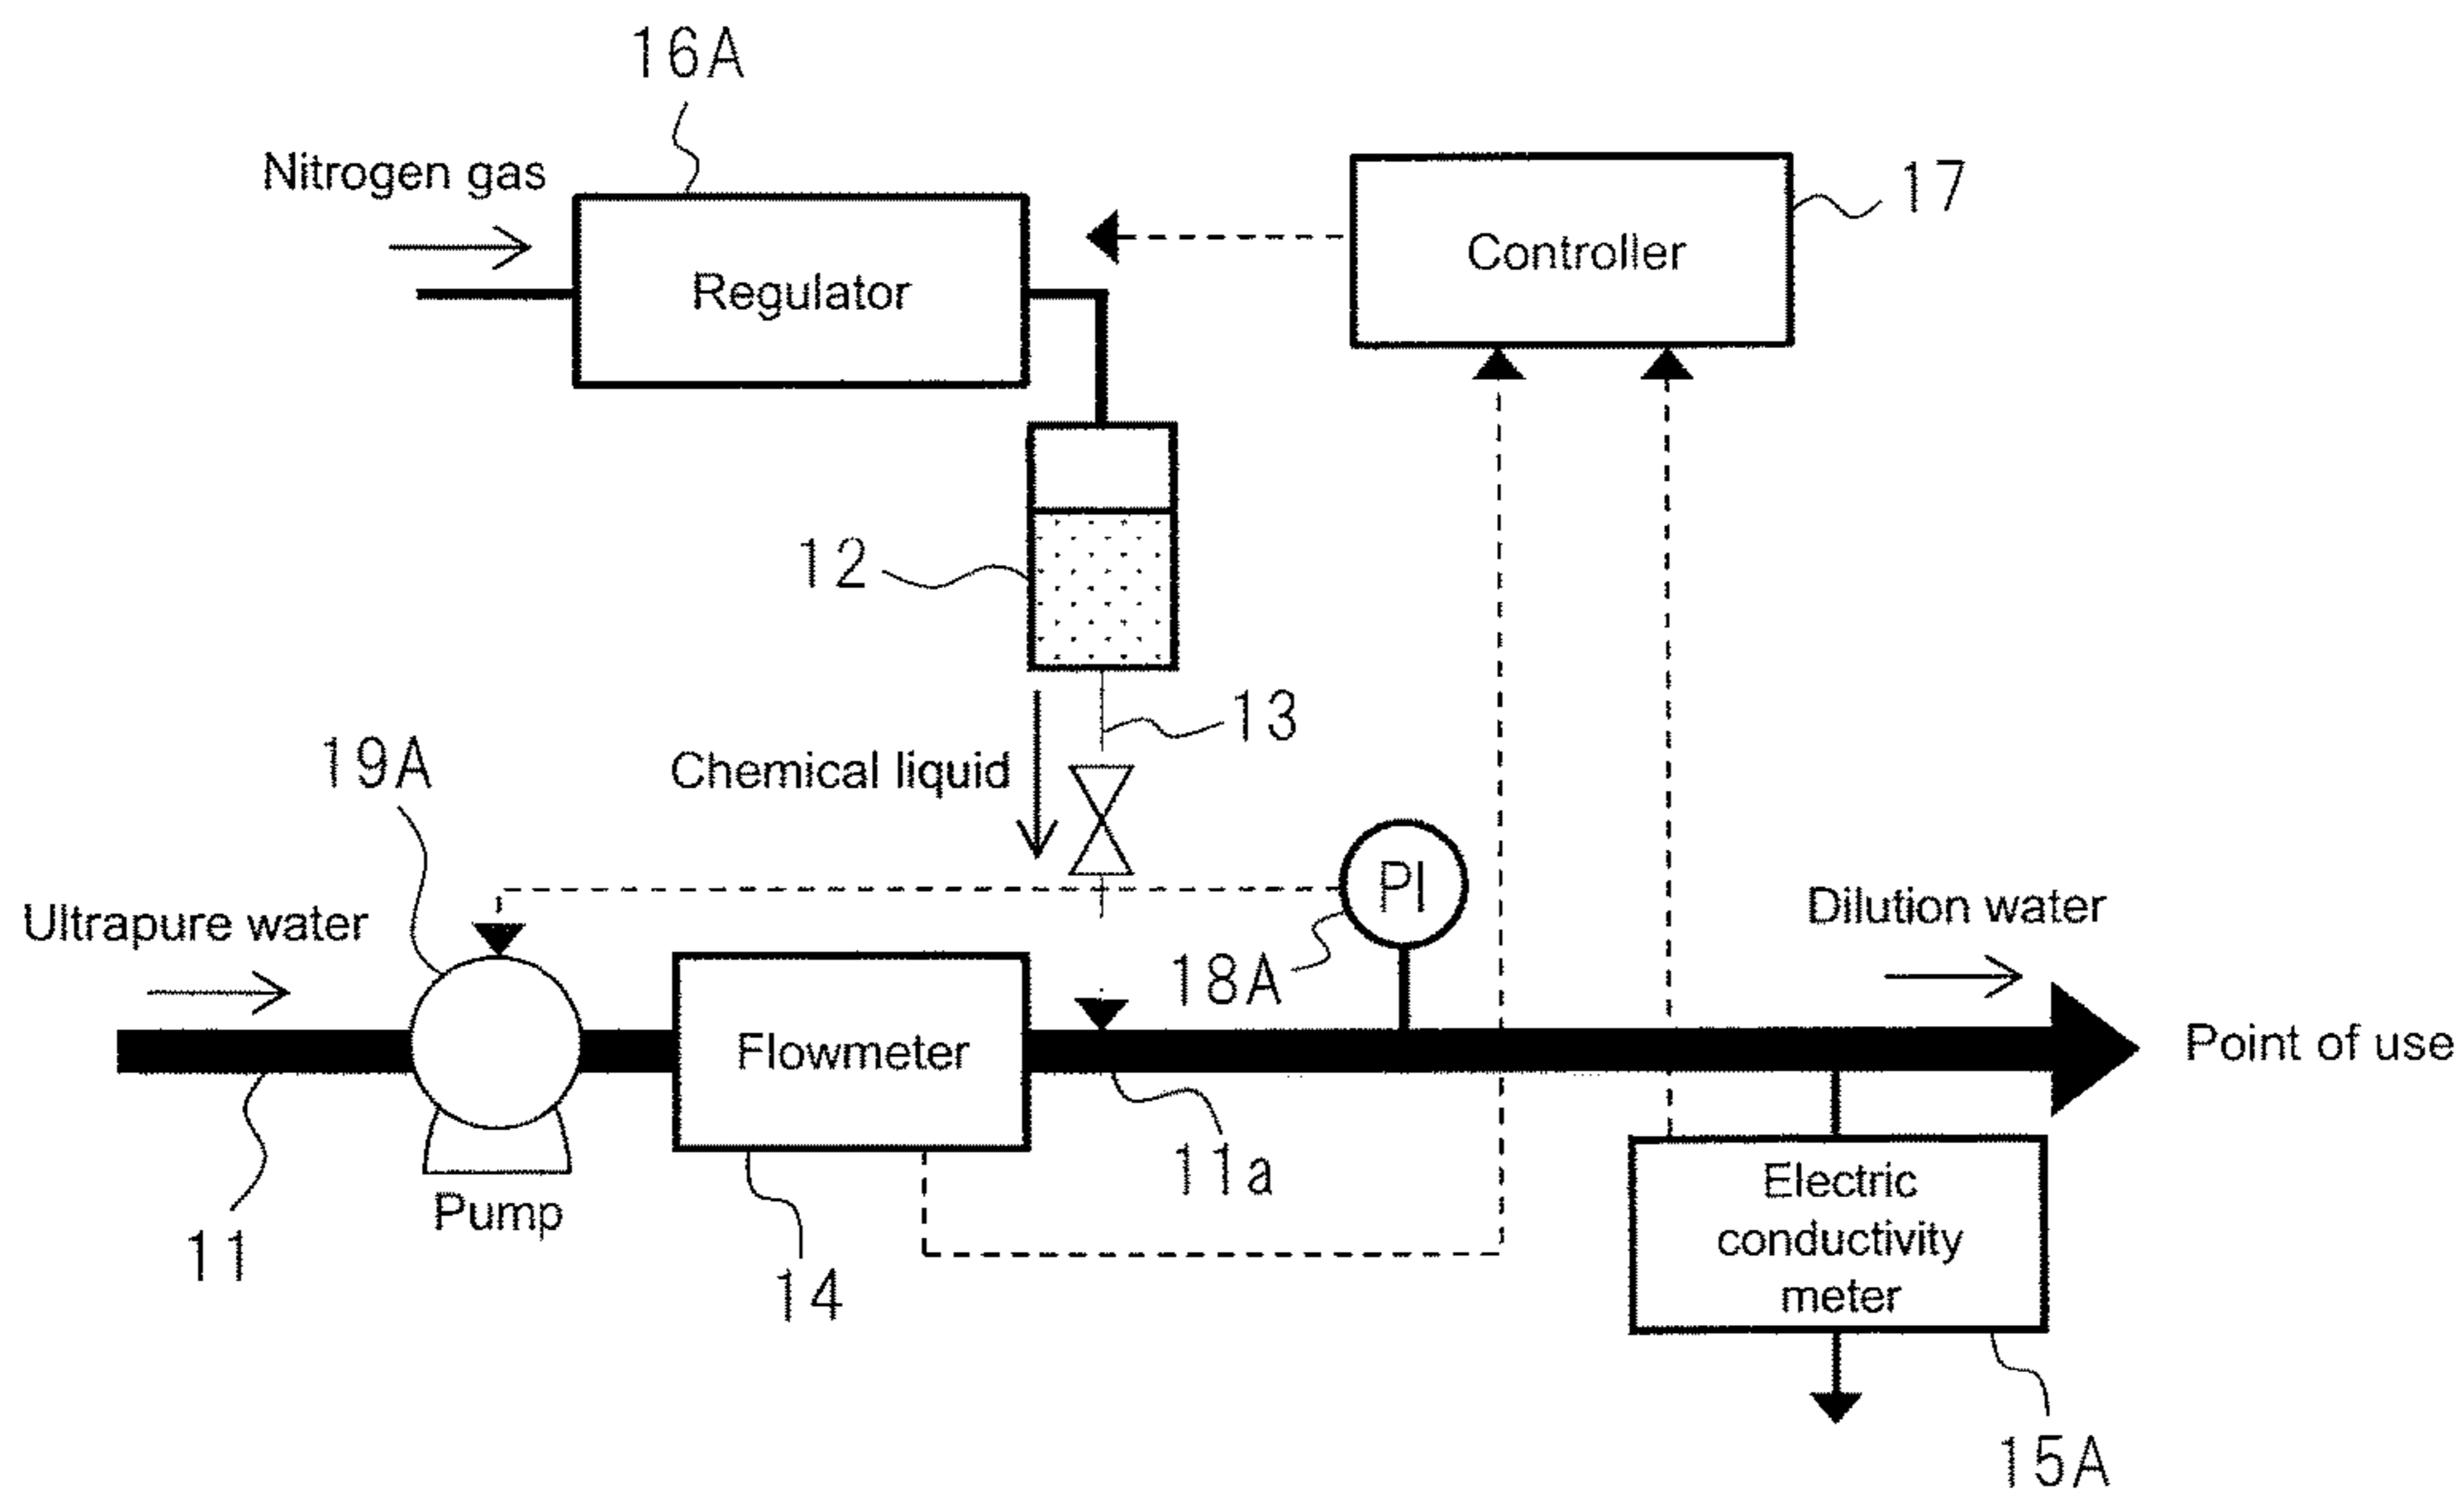 16A
Nitrogen gas
17
Controller
Regulator
12
13
19A
Chemical liquid
PI
Ultrapure water
Dilution water
18A
Flowmeter
Point of use
11a
Electric
conductivity
meter
Pump
11
14
15A